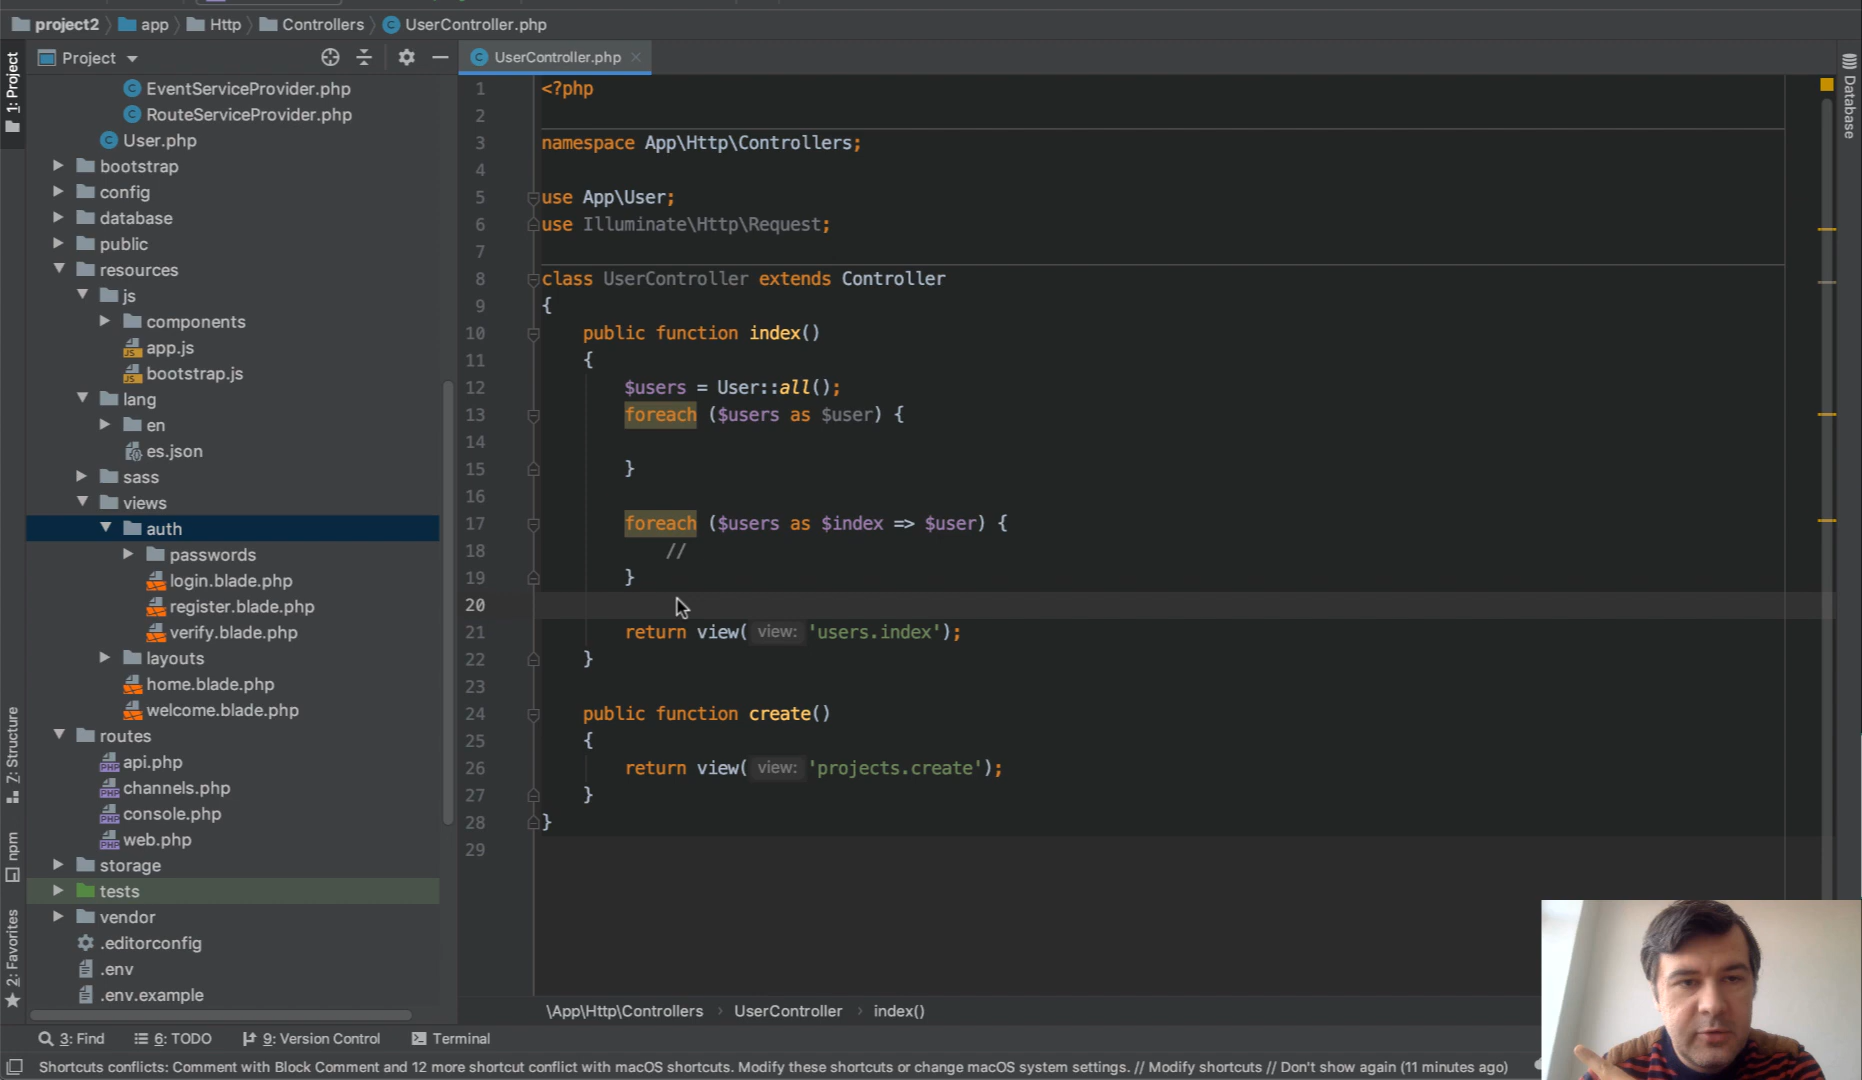 project2 app Http Controllers UserController.php
1: Project
Project
UserController.php
Database
EventServiceProvider.php
RouteServiceProvider.php
User.php
bootstrap
config
database
public
resources
js
components
app.js
bootstrap.js
lang
en
es.json
sass
views
auth
passwords
login.blade.php
register.blade.php
verify.blade.php
layouts
home.blade.php
welcome.blade.php
routes
api.php
channels.php
console.php
web.php
storage
tests
vendor
.editorconfig
.env
.env.example
7: Structure
npm
2: Favorites
1 <?php
2
3 namespace App\Http\Controllers;
4
5 use App\User;
6 use Illuminate\Http\Request;
7
8 class UserController extends Controller
9 {
10 public function index()
11 {
12 $users = User::all();
13 foreach ($users as $user) {
14
15 }
16
17 foreach ($users as $index => $user) {
18 //
19 }
20
21 return view( view: 'users.index');
22 }
23
24 public function create()
25 {
26 return view( view: 'projects.create');
27 }
28 }
29
\App\Http\Controllers › UserController › index()
3: Find 6: TODO 9: Version Control Terminal
Shortcuts conflicts: Comment with Block Comment and 12 more shortcut conflict with macOS shortcuts. Modify these shortcuts or change macOS system settings. // Modify shortcuts // Don't show again (11 minutes ago)